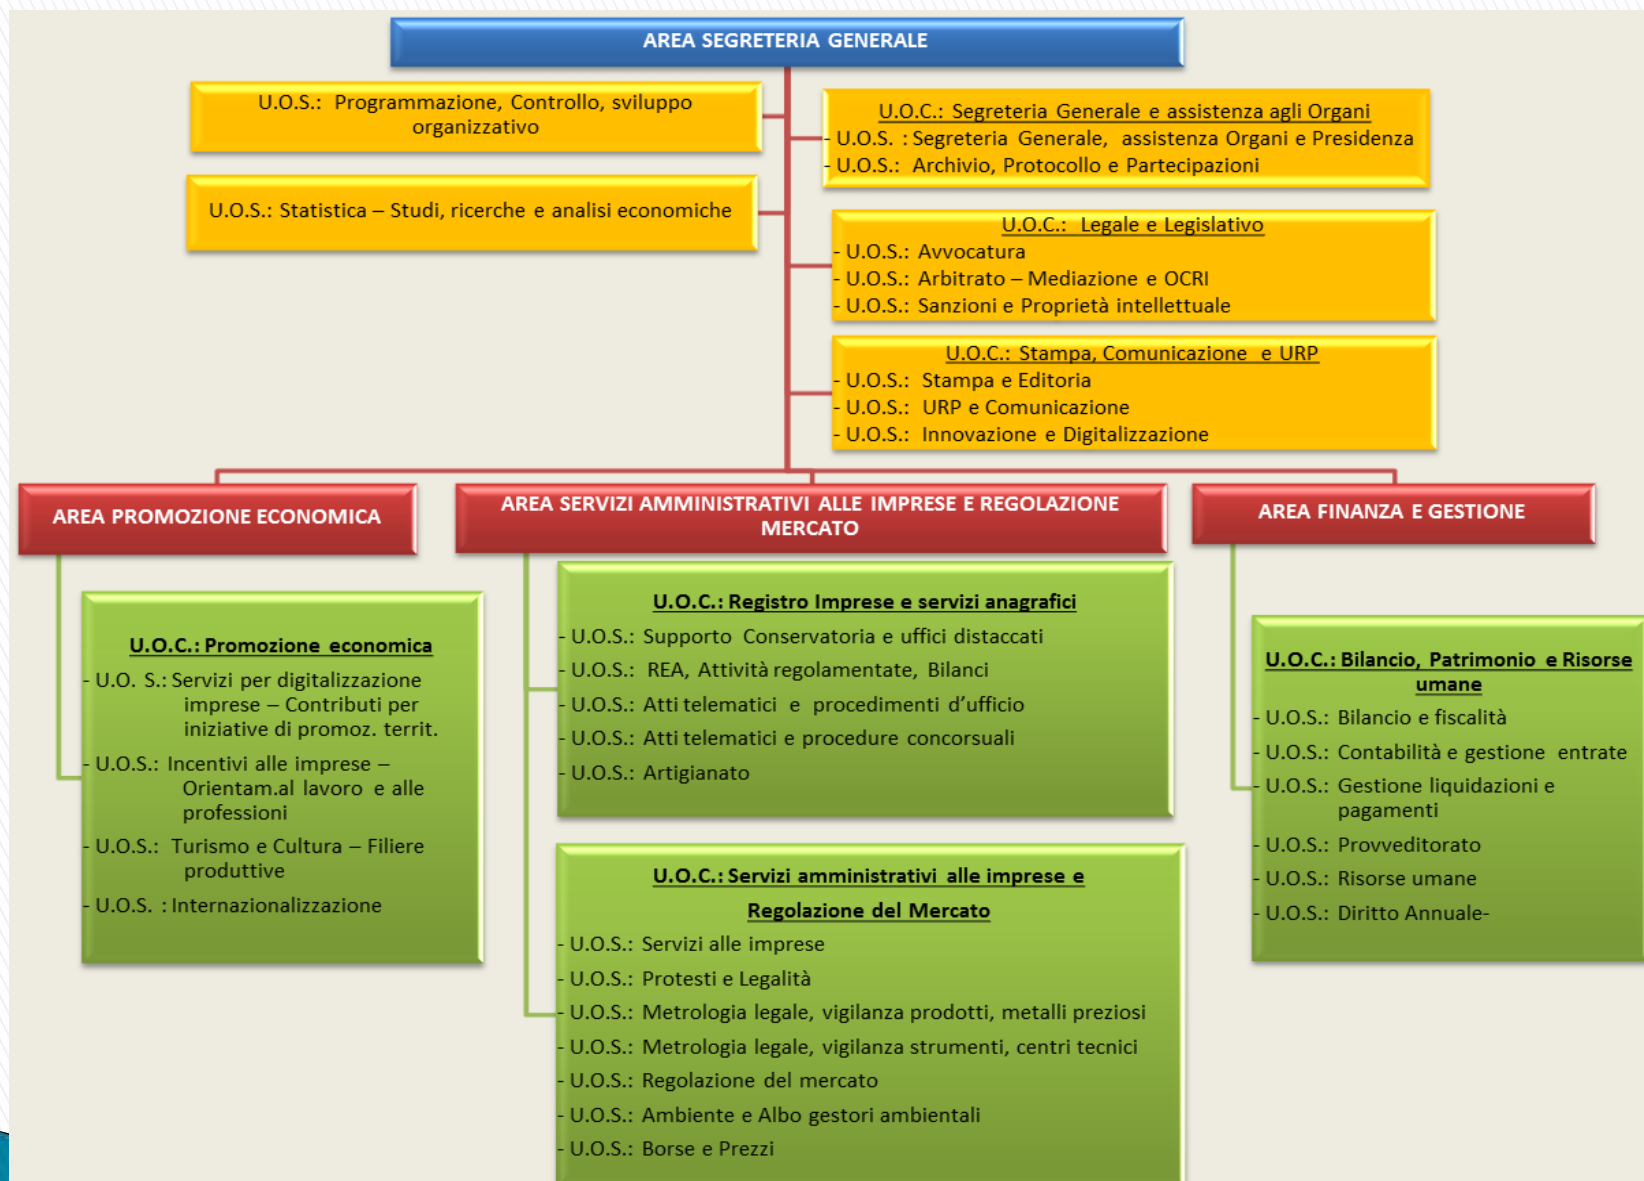 AREA SEGRETERIA GENERALE
U.O.S.: Programmazione, Controllo, sviluppo
organizzativo
U.O.S.: Statistica – Studi, ricerche e analisi economiche
U.O.C.: Segreteria Generale e assistenza agli Organi
- U.O.S. : Segreteria Generale, assistenza Organi e Presidenza
- U.O.S.: Archivio, Protocollo e Partecipazioni
U.O.C.: Legale e Legislativo
- U.O.S.: Avvocatura
- U.O.S.: Arbitrato – Mediazione e OCRI
- U.O.S.: Sanzioni e Proprietà intellettuale
U.O.C.: Stampa, Comunicazione e URP
- U.O.S.: Stampa e Editoria
- U.O.S.: URP e Comunicazione
- U.O.S.: Innovazione e Digitalizzazione
AREA PROMOZIONE ECONOMICA
U.O.C.: Promozione economica
- U.O. S.: Servizi per digitalizzazione
imprese – Contributi per
iniziative di promoz. territ.
- U.O.S.: Incentivi alle imprese –
Orientam.al lavoro e alle
professioni
- U.O.S.: Turismo e Cultura – Filiere
produttive
- U.O.S. : Internazionalizzazione
AREA SERVIZI AMMINISTRATIVI ALLE IMPRESE E REGOLAZIONE
MERCATO
U.O.C.: Registro Imprese e servizi anagrafici
- U.O.S.: Supporto Conservatoria e uffici distaccati
- U.O.S.: REA, Attività regolamentate, Bilanci
- U.O.S.: Atti telematici e procedimenti d’ufficio
- U.O.S.: Atti telematici e procedure concorsuali
- U.O.S.: Artigianato
U.O.C.: Servizi amministrativi alle imprese e
Regolazione del Mercato
- U.O.S.: Servizi alle imprese
- U.O.S.: Protesti e Legalità
- U.O.S.: Metrologia legale, vigilanza prodotti, metalli preziosi
- U.O.S.: Metrologia legale, vigilanza strumenti, centri tecnici
- U.O.S.: Regolazione del mercato
- U.O.S.: Ambiente e Albo gestori ambientali
- U.O.S.: Borse e Prezzi
AREA FINANZA E GESTIONE
U.O.C.: Bilancio, Patrimonio e Risorse
umane
- U.O.S.: Bilancio e fiscalità
- U.O.S.: Contabilità e gestione entrate
- U.O.S.: Gestione liquidazioni e
pagamenti
- U.O.S.: Provveditorato
- U.O.S.: Risorse umane
- U.O.S.: Diritto Annuale-